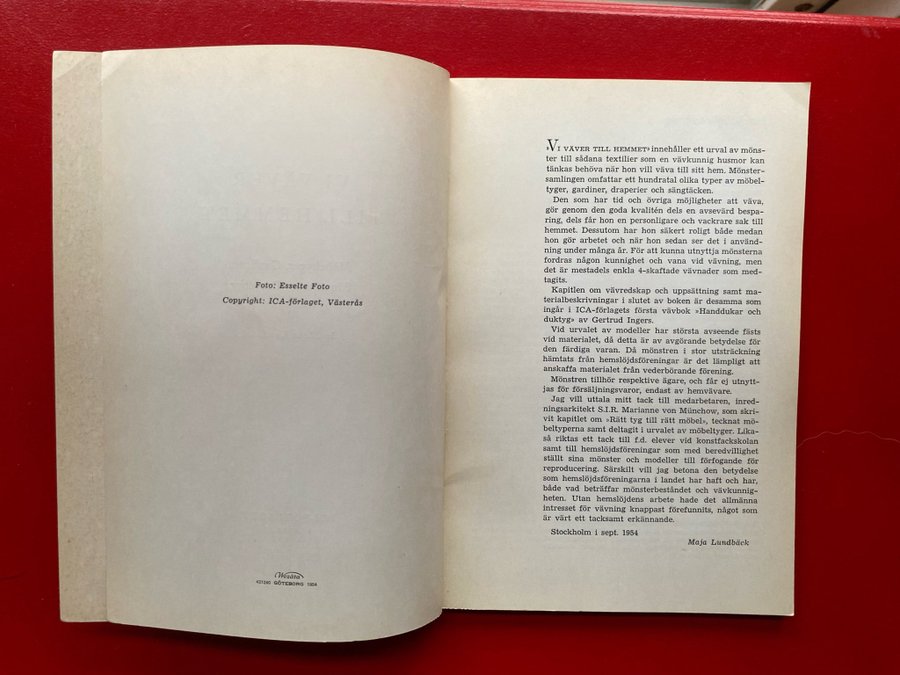 Foto: Esselte Foto
Copyright: ICA-förlaget, Västerås
Wezäta
421240 GÖTEBORG 1954
»VI VÄVER TILL HEMMET» innehåller ett urval av möns-
ter till sådana textilier som en vävkunnig husmor kan
tänkas behöva när hon vill väva till sitt hem. Mönster-
samlingen omfattar ett hundratal olika typer av möbel-
tyger, gardiner, draperier och sängtäcken.
Den som har tid och övriga möjligheter att väva,
gör genom den goda kvalitén dels en avsevärd bespa-
ring, dels får hon en personligare och vackrare sak till
hemmet. Dessutom har hon säkert roligt både medan
hon gör arbetet och när hon sedan ser det i använd-
ning under många år. För att kunna utnyttja mönsterna
fordras någon kunnighet och vana vid vävning, men
det är mestadels enkla 4-skaftade vävnader som med-
tagits.
Kapitlen om vävredskap och uppsättning samt ma-
terialbeskrivningar i slutet av boken är desamma som
ingår i ICA-förlagets första vävbok »Handdukar och
duktyg» av Gertrud Ingers.
Vid urvalet av modeller har största avseende fästs
vid materialet, då detta är av avgörande betydelse för
den färdiga varan. Då mönstren i stor utsträckning
hämtats från hemslöjdsföreningar är det lämpligt att
anskaffa materialet från vederbörande förening.
Mönstren tillhör respektive ägare, och får ej utnytt-
jas för försäljningsvaror, endast av hemvävare.
Jag vill uttala mitt tack till medarbetaren, inred-
ningsarkitekt S.I.R. Marianne von Münchow, som skri-
vit kapitlet om »Rätt tyg till rätt möbel», tecknat mö-
beltyperna samt deltagit i urvalet av möbeltyger. Lika-
så riktas ett tack till f.d. elever vid konstfackskolan
samt till hemslöjdsföreningar som med beredvillighet
ställt sina mönster och modeller till förfogande för
reproducering. Särskilt vill jag betona den betydelse
som hemslöjdsföreningarna i landet har haft och har,
både vad beträffar mönsterbeståndet och vävkunnig-
heten. Utan hemslöjdens arbete hade det allmänna
intresset för vävning knappast förefunnits, något som
är värt ett tacksamt erkännande.
Stockholm i sept. 1954
Maja Lundbäck